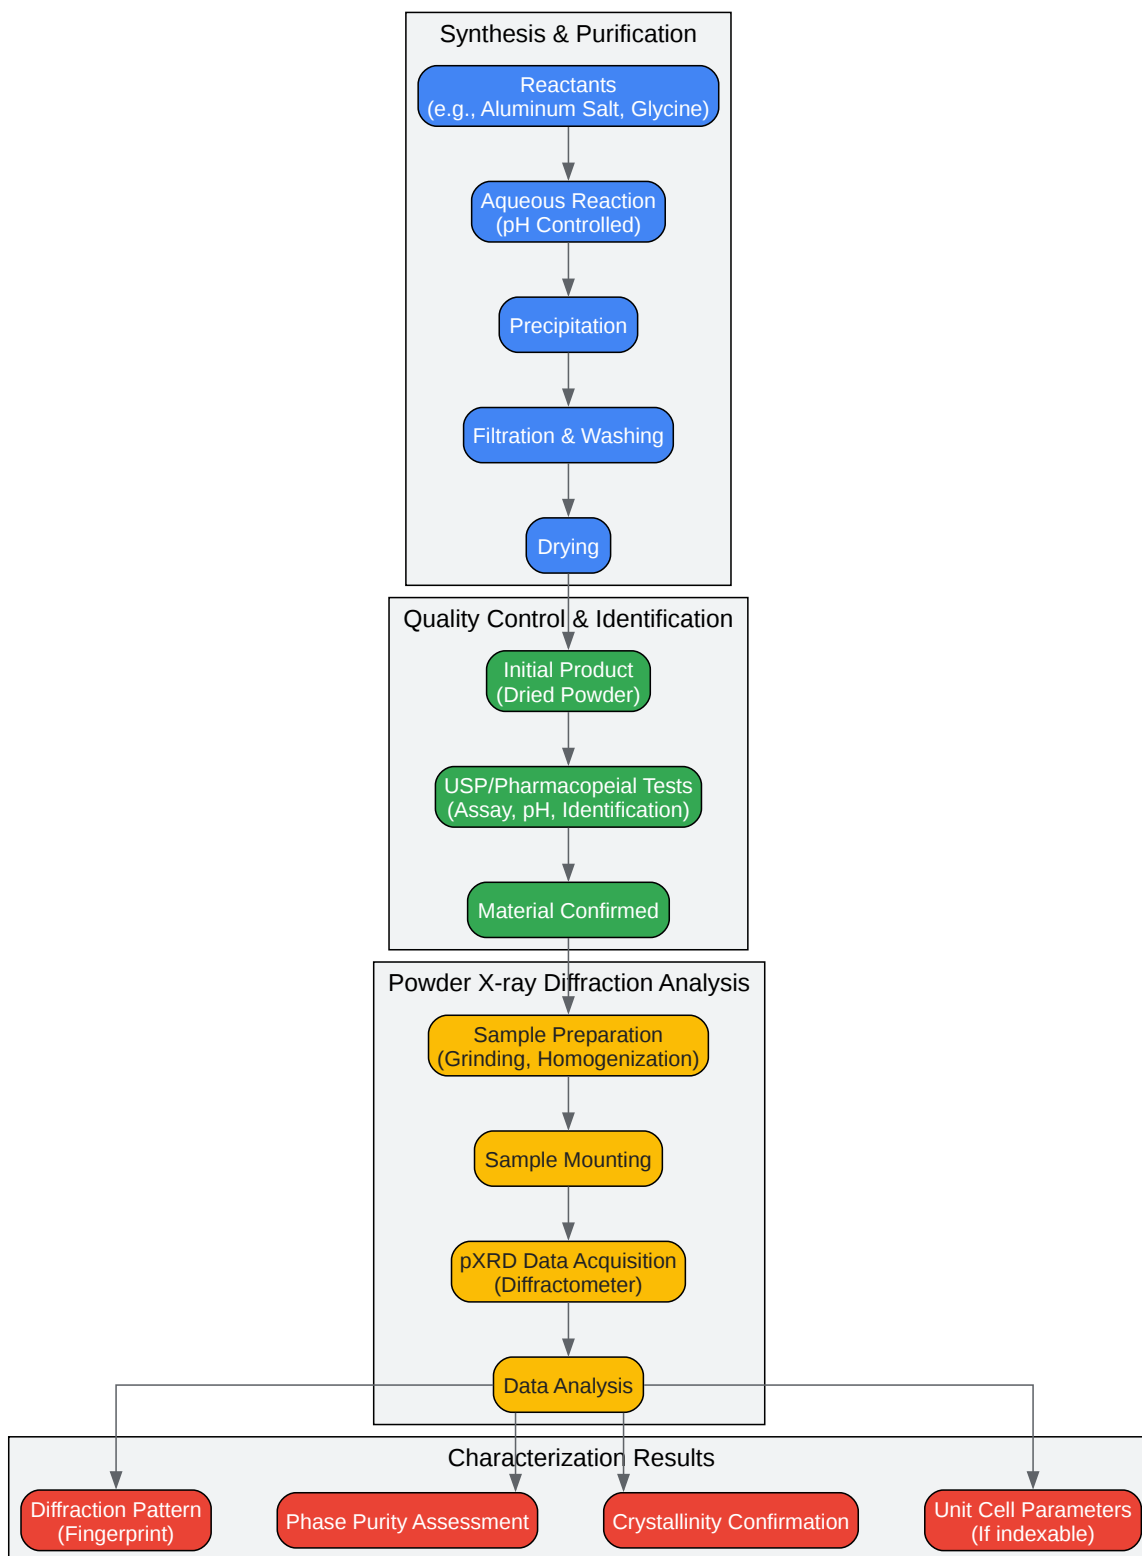 Synthesis & Purification
Reactants
(e.g., Aluminum Salt, Glycine)
Aqueous Reaction
(pH Controlled)
Precipitation
Filtration & Washing
Drying
Quality Control & Identification
Initial Product
(Dried Powder)
USP/Pharmacopeial Tests
(Assay, pH, Identification)
Material Confirmed
Powder X-ray Diffraction Analysis
Sample Preparation
(Grinding, Homogenization)
Sample Mounting
pXRD Data Acquisition
(Diffractometer)
Data Analysis
Characterization Results
Diffraction Pattern
(Fingerprint)
Phase Purity Assessment
Crystallinity Confirmation
Unit Cell Parameters
(If indexable)